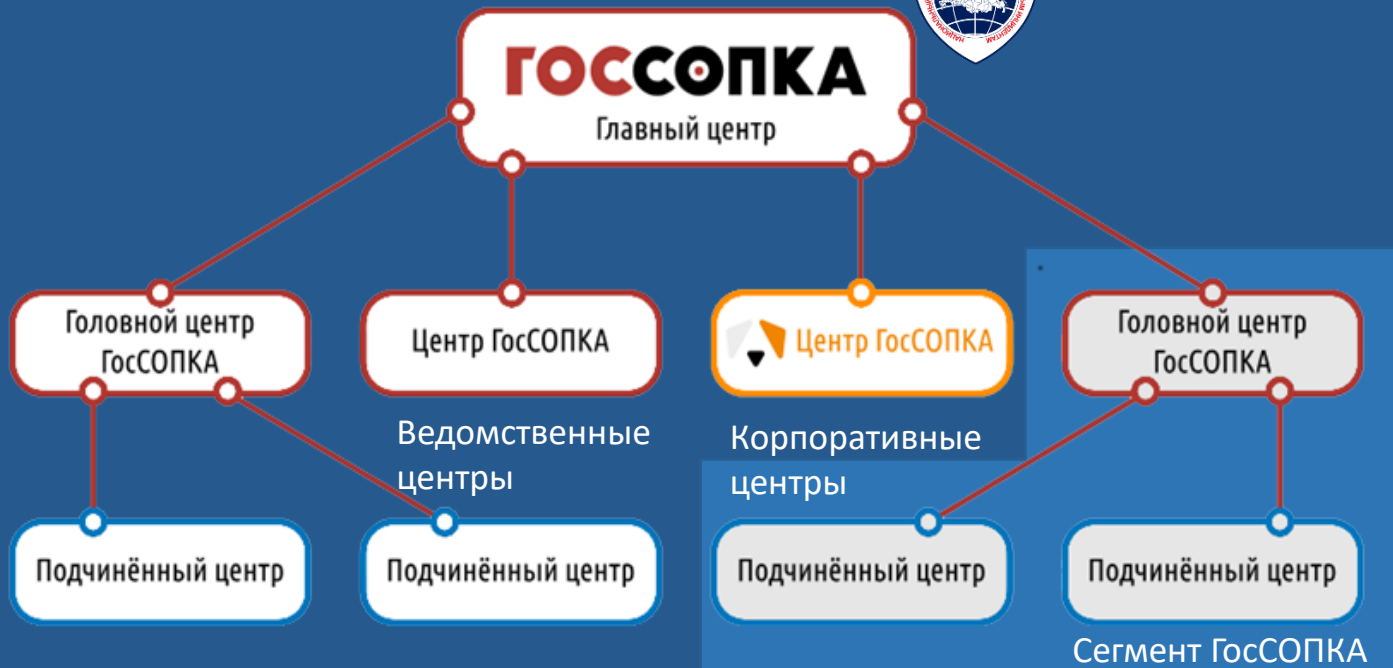 ГОССОПКА
Главный центр
Головной центр
ГосСОПКА
Центр ГосСОПКА
Центр ГосСОПКА
Головной центр
ГосСОПКА
Ведомственные
центры
Корпоративные
центры
Подчинённый центр
Подчинённый центр
Подчинённый центр
Подчинённый центр
Сегмент ГосСОПКА